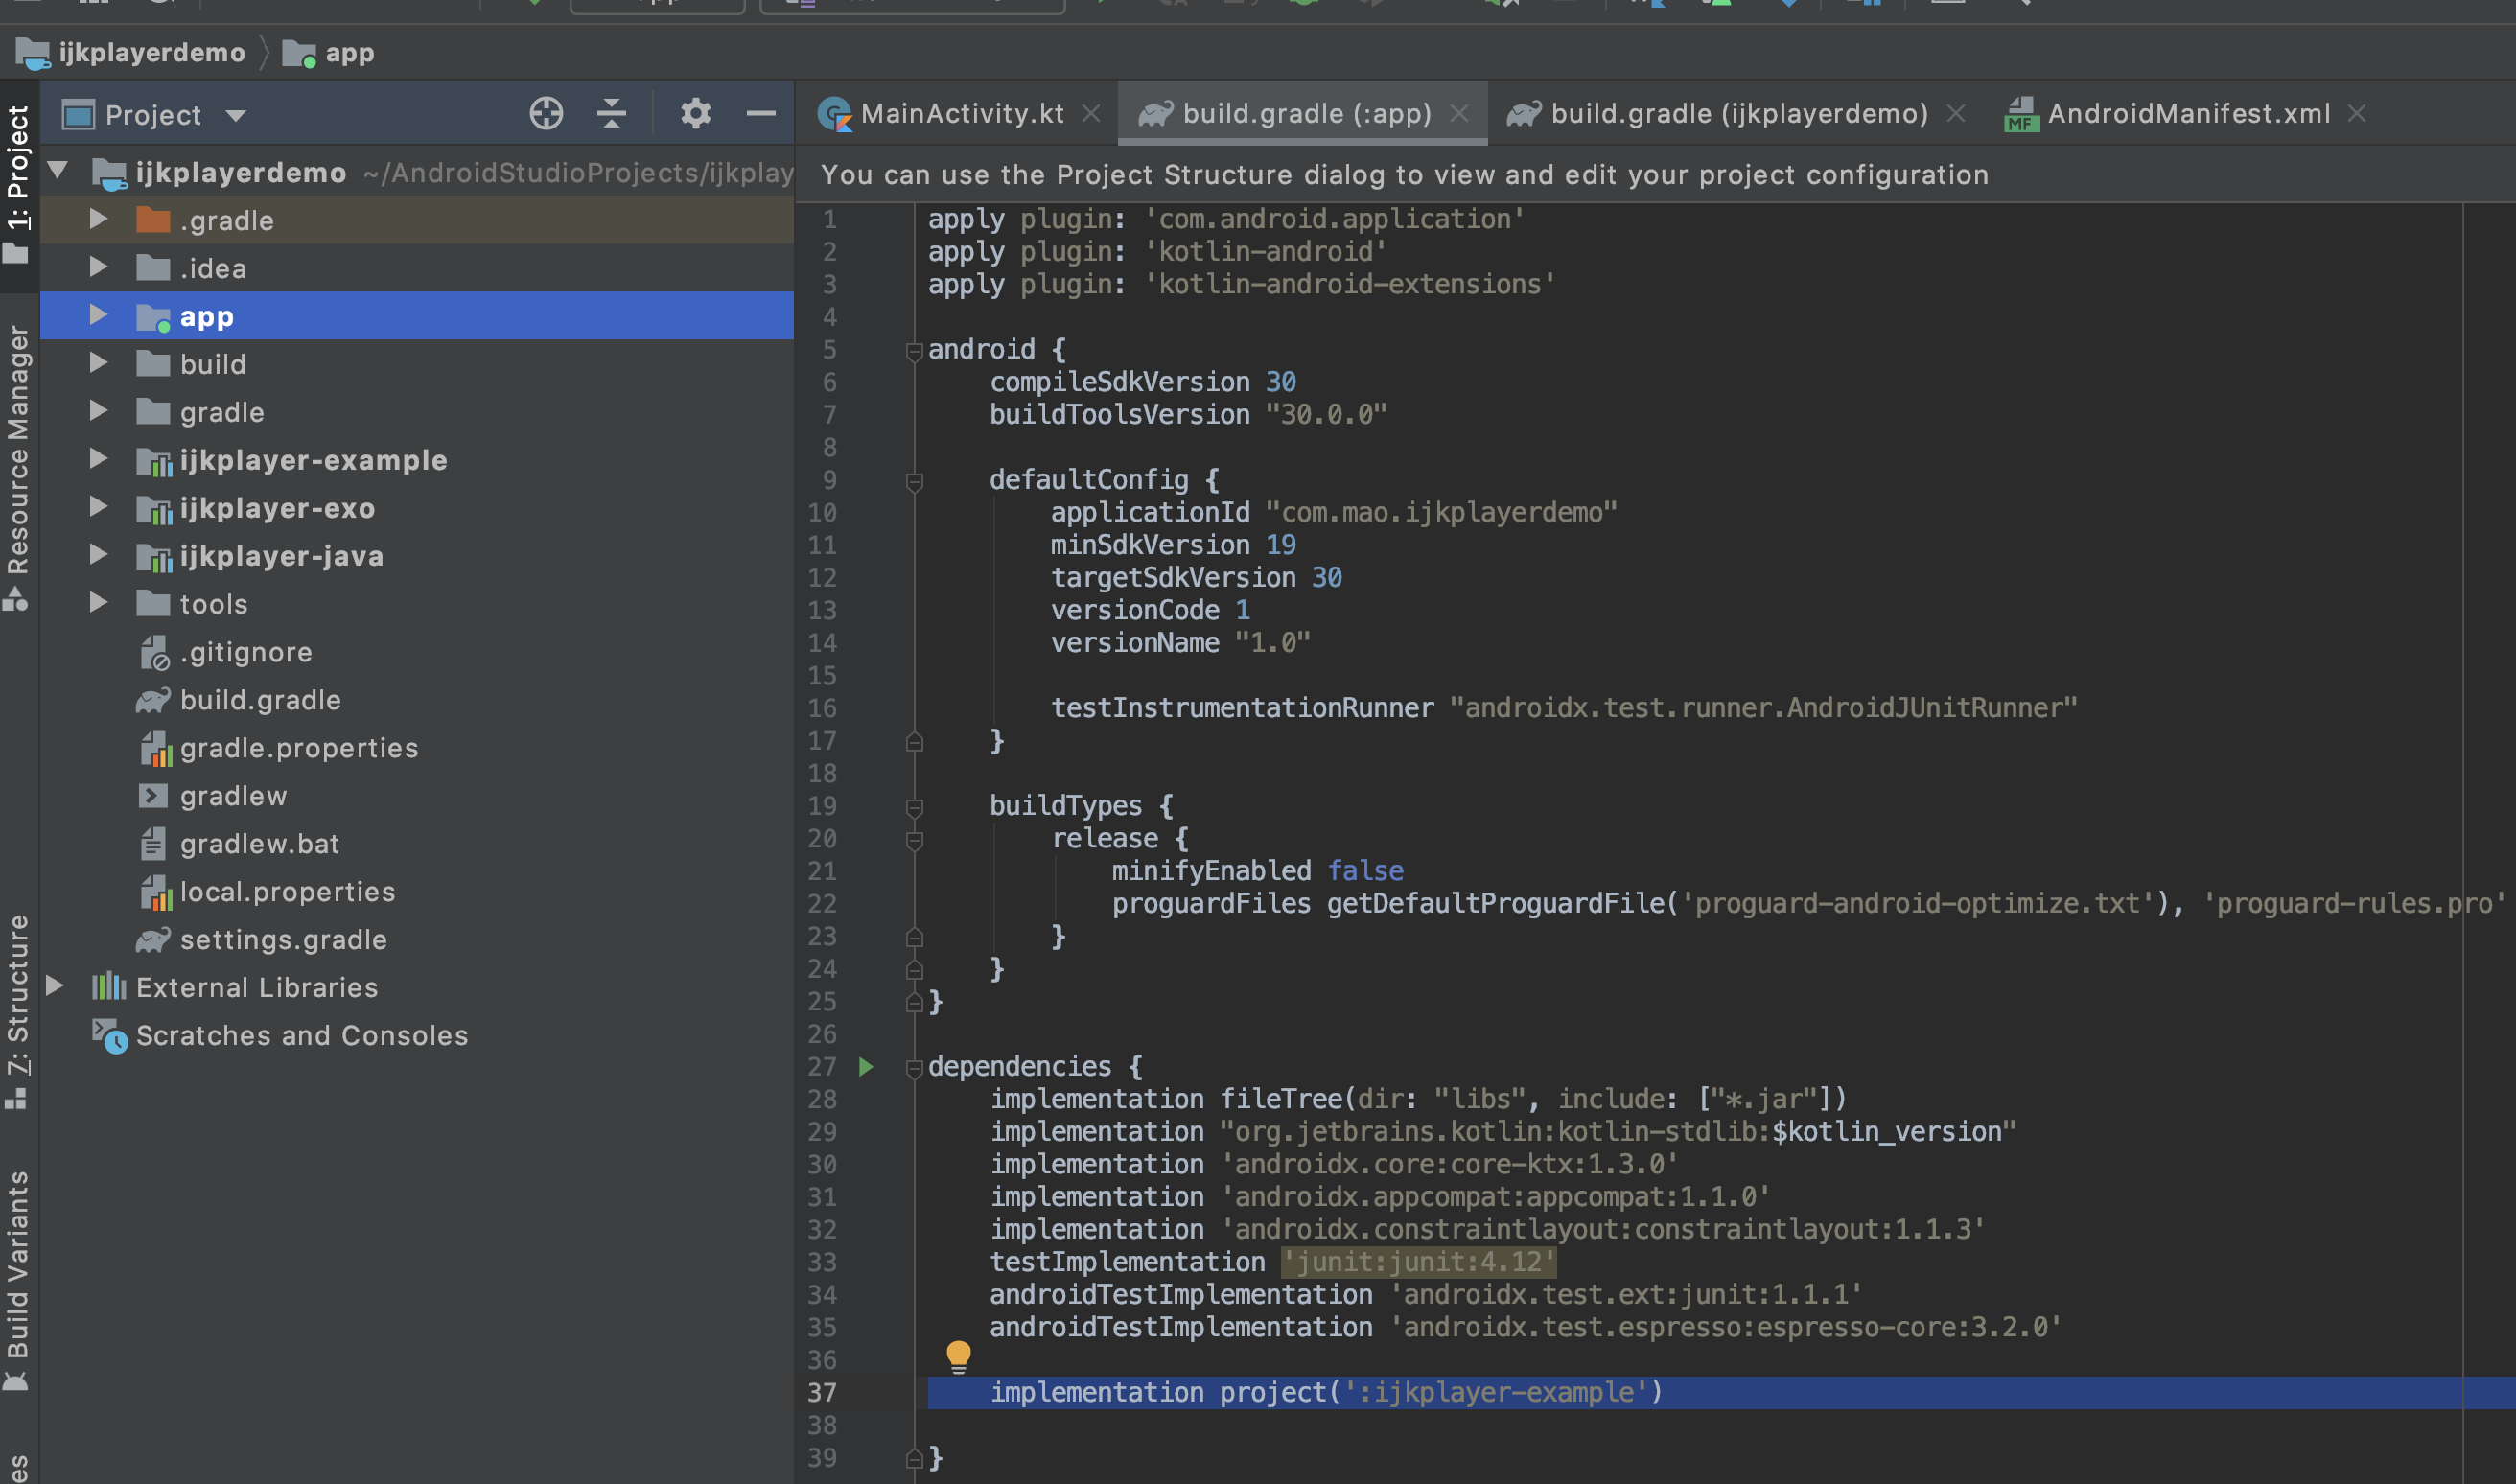 ijkplayerdemo
app
Project
MainActivity.kt
build.gradle (:app)
build.gradle (ijkplayerdemo)
AndroidManifest.xml
1: Project
Resource Manager
Z: Structure
Build Variants
ijkplayerdemo ~/AndroidStudioProjects/ijkplay
.gradle
.idea
app
build
gradle
ijkplayer-example
ijkplayer-exo
ijkplayer-java
tools
.gitignore
build.gradle
gradle.properties
gradlew
gradlew.bat
local.properties
settings.gradle
External Libraries
Scratches and Consoles
You can use the Project Structure dialog to view and edit your project configuration
1 apply plugin: 'com.android.application'
2 apply plugin: 'kotlin-android'
3 apply plugin: 'kotlin-android-extensions'
4
5 android {
6 compileSdkVersion 30
7 buildToolsVersion "30.0.0"
8
9 defaultConfig {
10 applicationId "com.mao.ijkplayerdemo"
11 minSdkVersion 19
12 targetSdkVersion 30
13 versionCode 1
14 versionName "1.0"
15
16 testInstrumentationRunner "androidx.test.runner.AndroidJUnitRunner"
17 }
18
19 buildTypes {
20 release {
21 minifyEnabled false
22 proguardFiles getDefaultProguardFile('proguard-android-optimize.txt'), 'proguard-rules.pro'
23 }
24 }
25 }
26
27 dependencies {
28 implementation fileTree(dir: "libs", include: ["*.jar"])
29 implementation "org.jetbrains.kotlin:kotlin-stdlib:$kotlin_version"
30 implementation 'androidx.core:core-ktx:1.3.0'
31 implementation 'androidx.appcompat:appcompat:1.1.0'
32 implementation 'androidx.constraintlayout:constraintlayout:1.1.3'
33 testImplementation 'junit:junit:4.12'
34 androidTestImplementation 'androidx.test.ext:junit:1.1.1'
35 androidTestImplementation 'androidx.test.espresso:espresso-core:3.2.0'
36
37 implementation project(':ijkplayer-example')
38
39 }